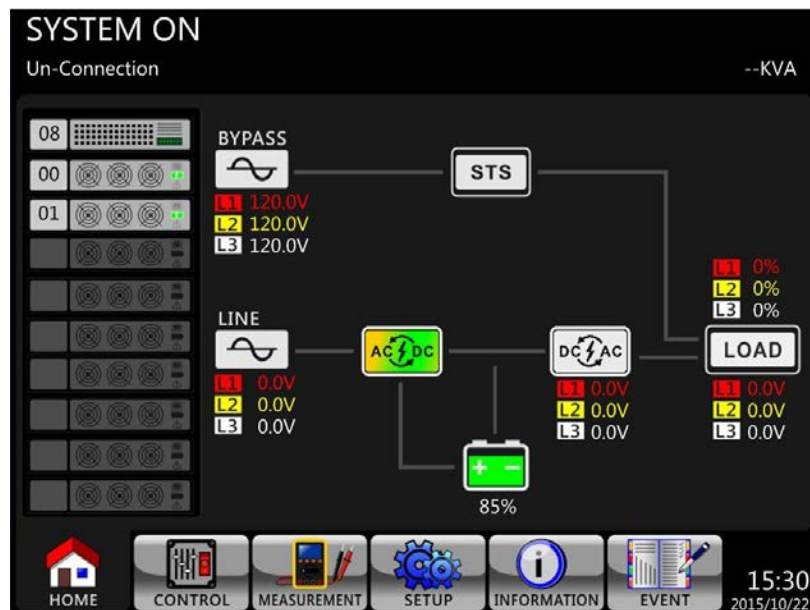 SYSTEM ON
Un-Connection
--KVA
08
00
01
BYPASS
L1 120.0V
L2 120.0V
L3 120.0V
STS
L1 0%
L2 0%
L3 0%
LINE
AC DC
DC AC
LOAD
L1 0.0V
L2 0.0V
L3 0.0V
L1 0.0V
L2 0.0V
L3 0.0V
L1 0.0V
L2 0.0V
L3 0.0V
+ −
85%
HOME
CONTROL
MEASUREMENT
SETUP
INFORMATION
EVENT
15:30
2015/10/22